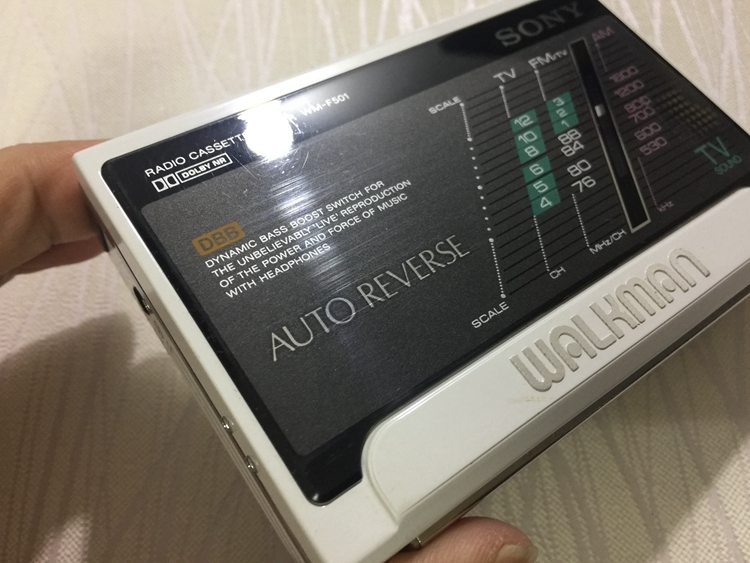 SONY
RADIO CASSETTE
WM-F501
DOLBY NR
DBB
DYNAMIC BASS BOOST SWITCH FOR
THE UNBELIEVABLY "LIVE" REPRODUCTION
OF THE POWER AND FORCE OF MUSIC
WITH HEADPHONES
AUTO REVERSE
SCALE TV FM/TV AM
12 10 8 6 5 4
3 2 1
88 84 80 76
1600 1200 900 700 600 530
SCALE CH MHz/CH kHz
TV
SOUND
WALKMAN